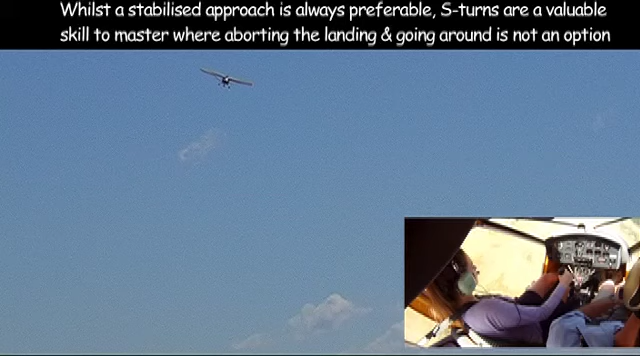 Whilst a stabilised approach is always preferable, S-turns are a valuable
skill to master where aborting the landing & going around is not an option